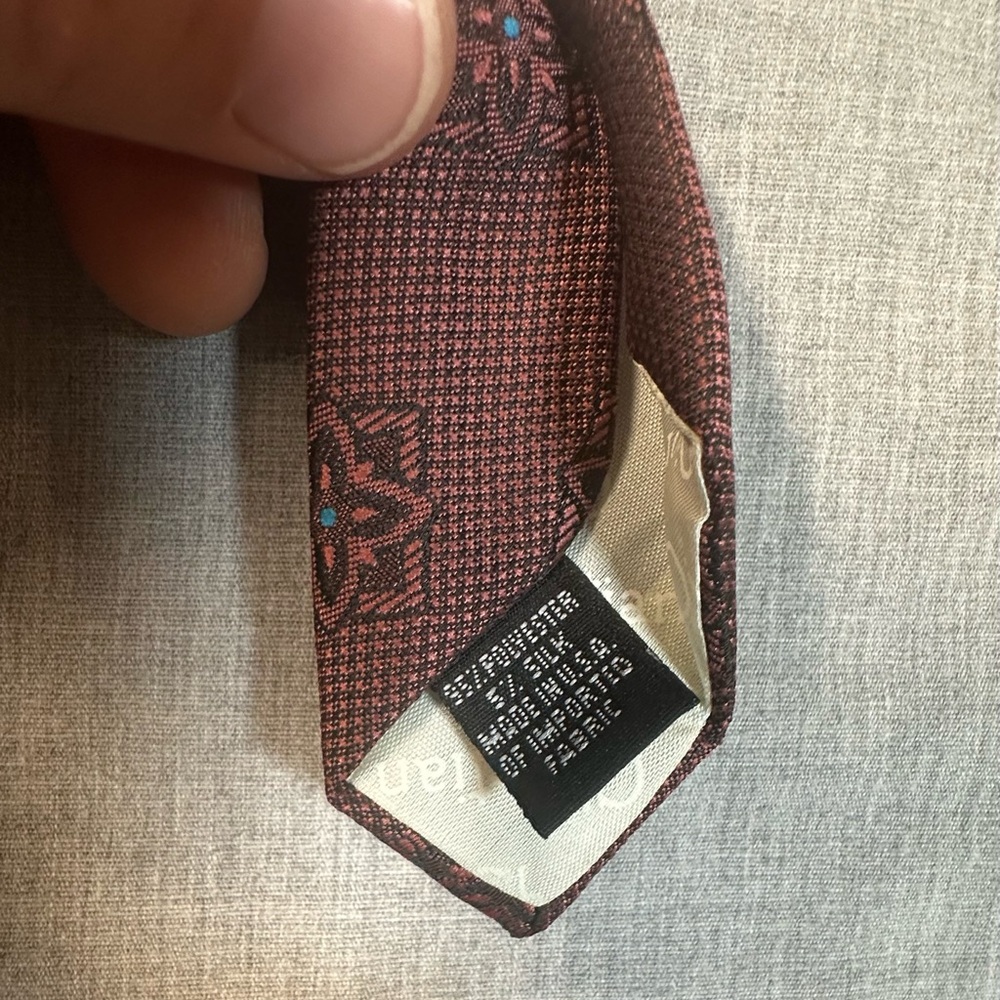 95%POLYESTER
5% SILK
MADE IN U.S.A
OF IMPORTED
FABRIC